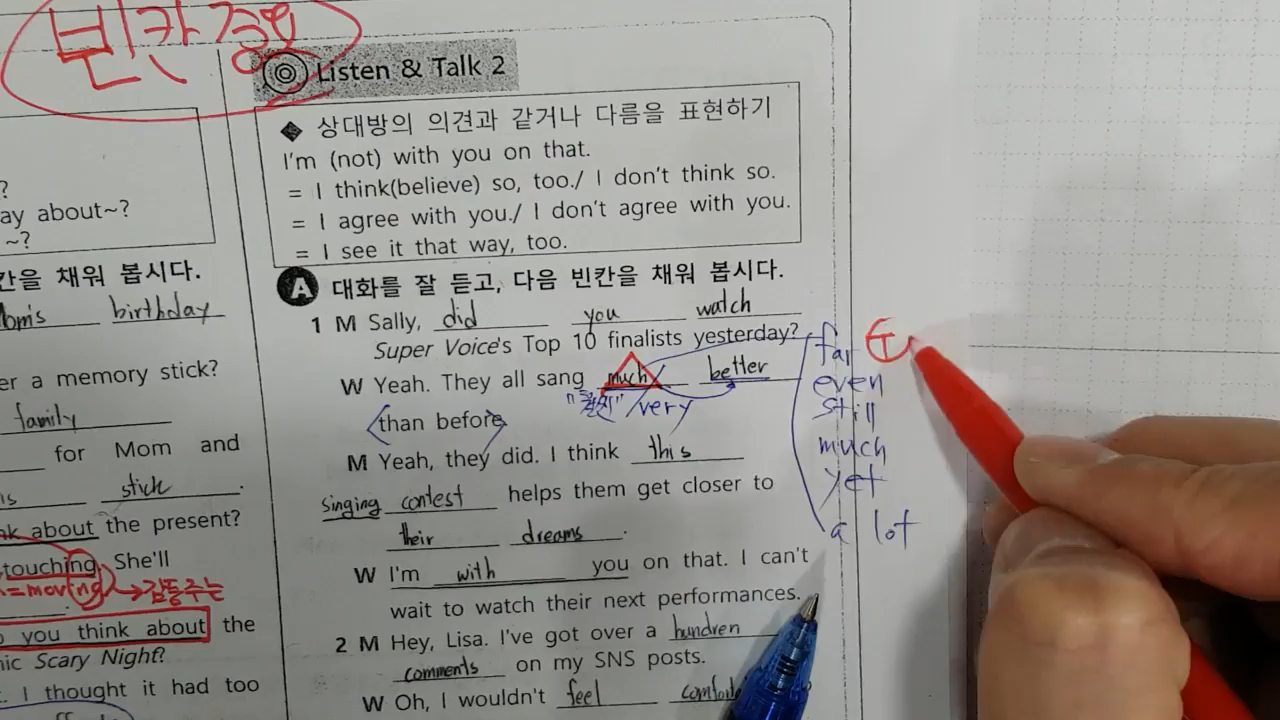 빈칸
Listen & Talk 2
◆ 상대방의 의견과 같거나 다름을 표현하기
I'm (not) with you on that.
= I think(believe) so, too./ I don't think so.
= I agree with you./ I don't agree with you.
= I see it that way, too.
A 대화를 잘 듣고, 다음 빈칸을 채워 봅시다.
1 M Sally, did you watch
Super Voice's Top 10 finalists yesterday?
W Yeah. They all sang much better
"훨씬" /very
than before.
M Yeah, they did. I think this
singing contest helps them get closer to
their dreams.
W I'm with you on that. I can't
wait to watch their next performances.
2 M Hey, Lisa. I've got over a hundren
comments on my SNS posts.
W Oh, I wouldn't feel
far
even
still
much
yet
a lot
?
ay about~?
~?
칸을 채워 봅시다.
birthday
er a memory stick?
family
for Mom and
stick.
nk about the present?
touching She'll
=moving → 감동주는
o you think about the
nic Scary Night?
. I thought it had too